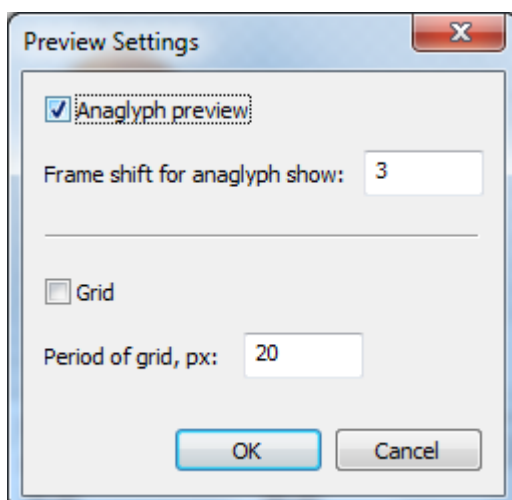 Preview Settings
Anaglyph preview
Frame shift for anaglyph show: 3
Grid
Period of grid, px: 20
OK Cancel